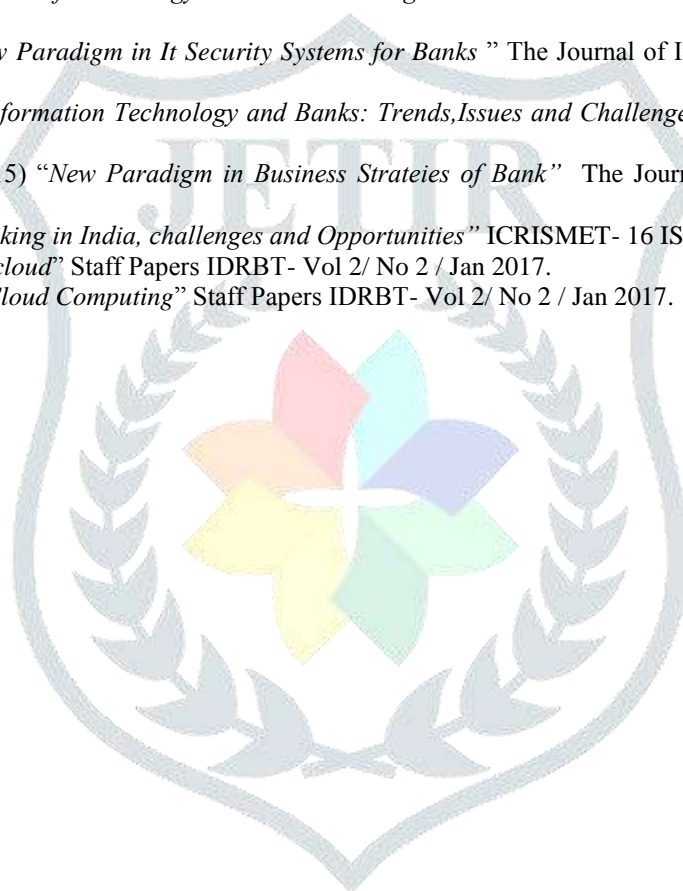 w Paradigm in It Security Systems for Banks ” The Journal of I
formation Technology and Banks: Trends,Issues and Challenge
JETIR
15) “New Paradigm in Business Strateies of Bank” The Jour
king in India, challenges and Opportunities” ICRISMET- 16 IS
cloud” Staff Papers IDRBT- Vol 2/ No 2 / Jan 2017.
loud Computing” Staff Papers IDRBT- Vol 2/ No 2 / Jan 2017.